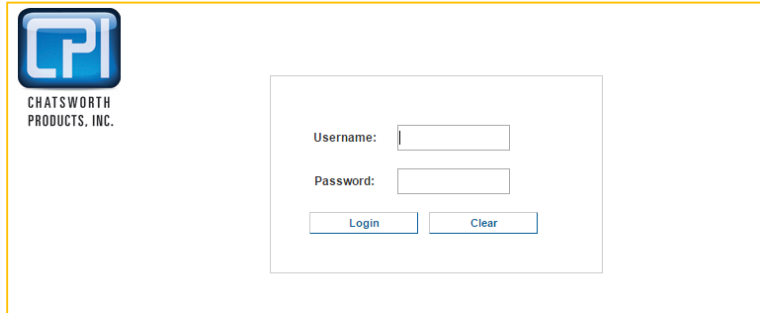 CPI
CHATSWORTH
PRODUCTS, INC.
Username:
Password:
Login Clear